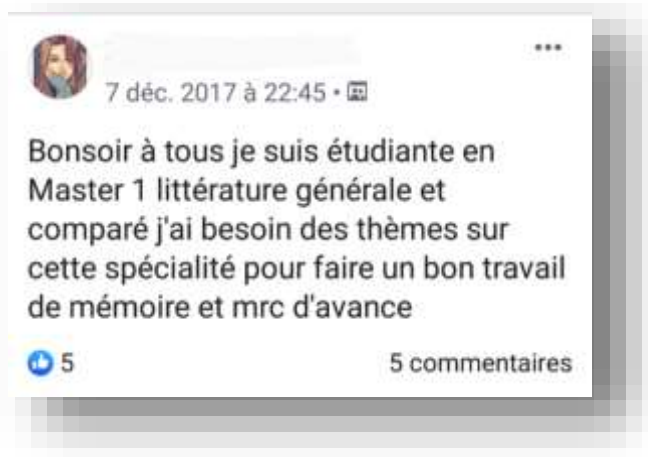 7 déc. 2017 à 22:45 •
Bonsoir à tous je suis étudiante en
Master 1 littérature générale et
comparé j'ai besoin des thèmes sur
cette spécialité pour faire un bon travail
de mémoire et mrc d'avance
5
5 commentaires